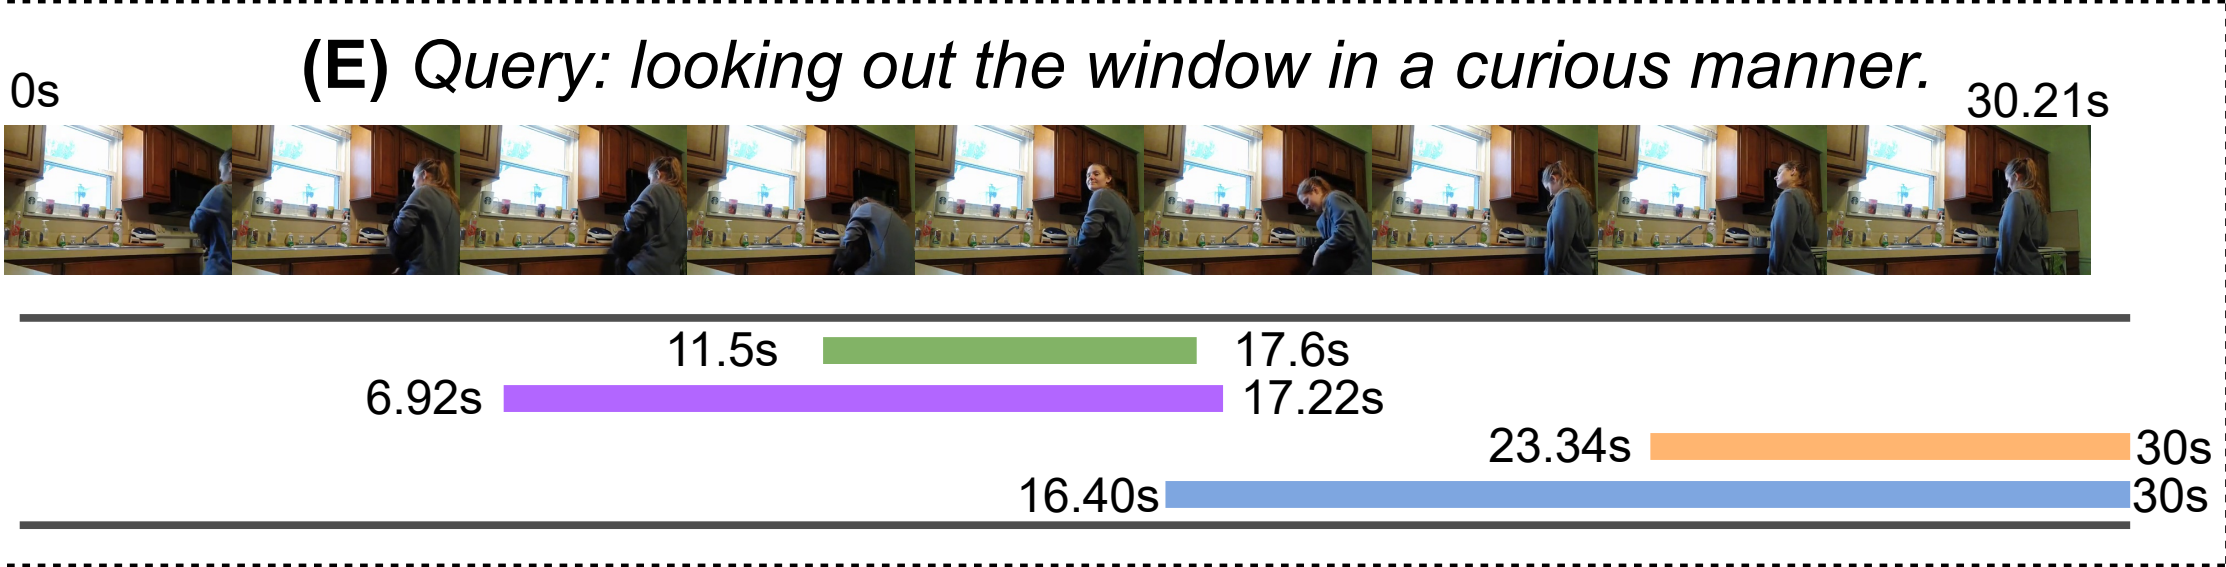 (E) Query: looking out the window in a curious manner.
0s
30.21s
11.5s 17.6s
6.92s 17.22s
23.34s 30s
16.40s 30s